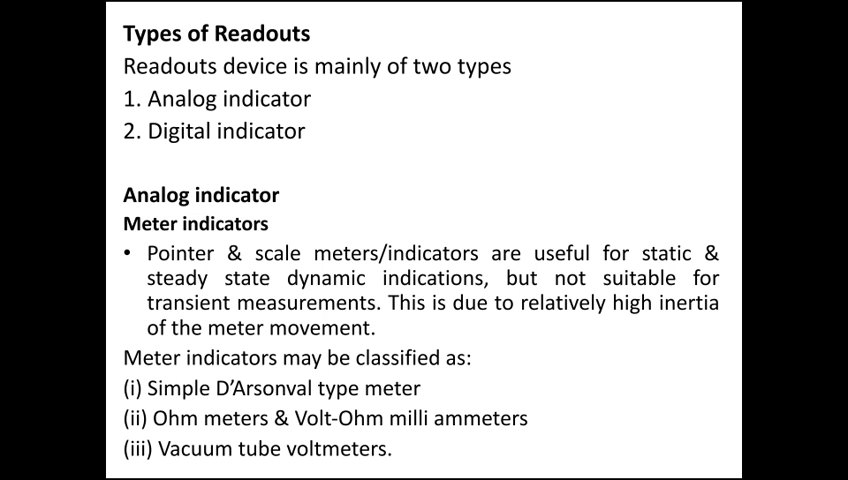 Types of Readouts
Readouts device is mainly of two types
1. Analog indicator
2. Digital indicator
Analog indicator
Meter indicators
• Pointer & scale meters/indicators are useful for static &
steady state dynamic indications, but not suitable for
transient measurements. This is due to relatively high inertia
of the meter movement.
Meter indicators may be classified as:
(i) Simple D’Arsonval type meter
(ii) Ohm meters & Volt-Ohm milli ammeters
(iii) Vacuum tube voltmeters.